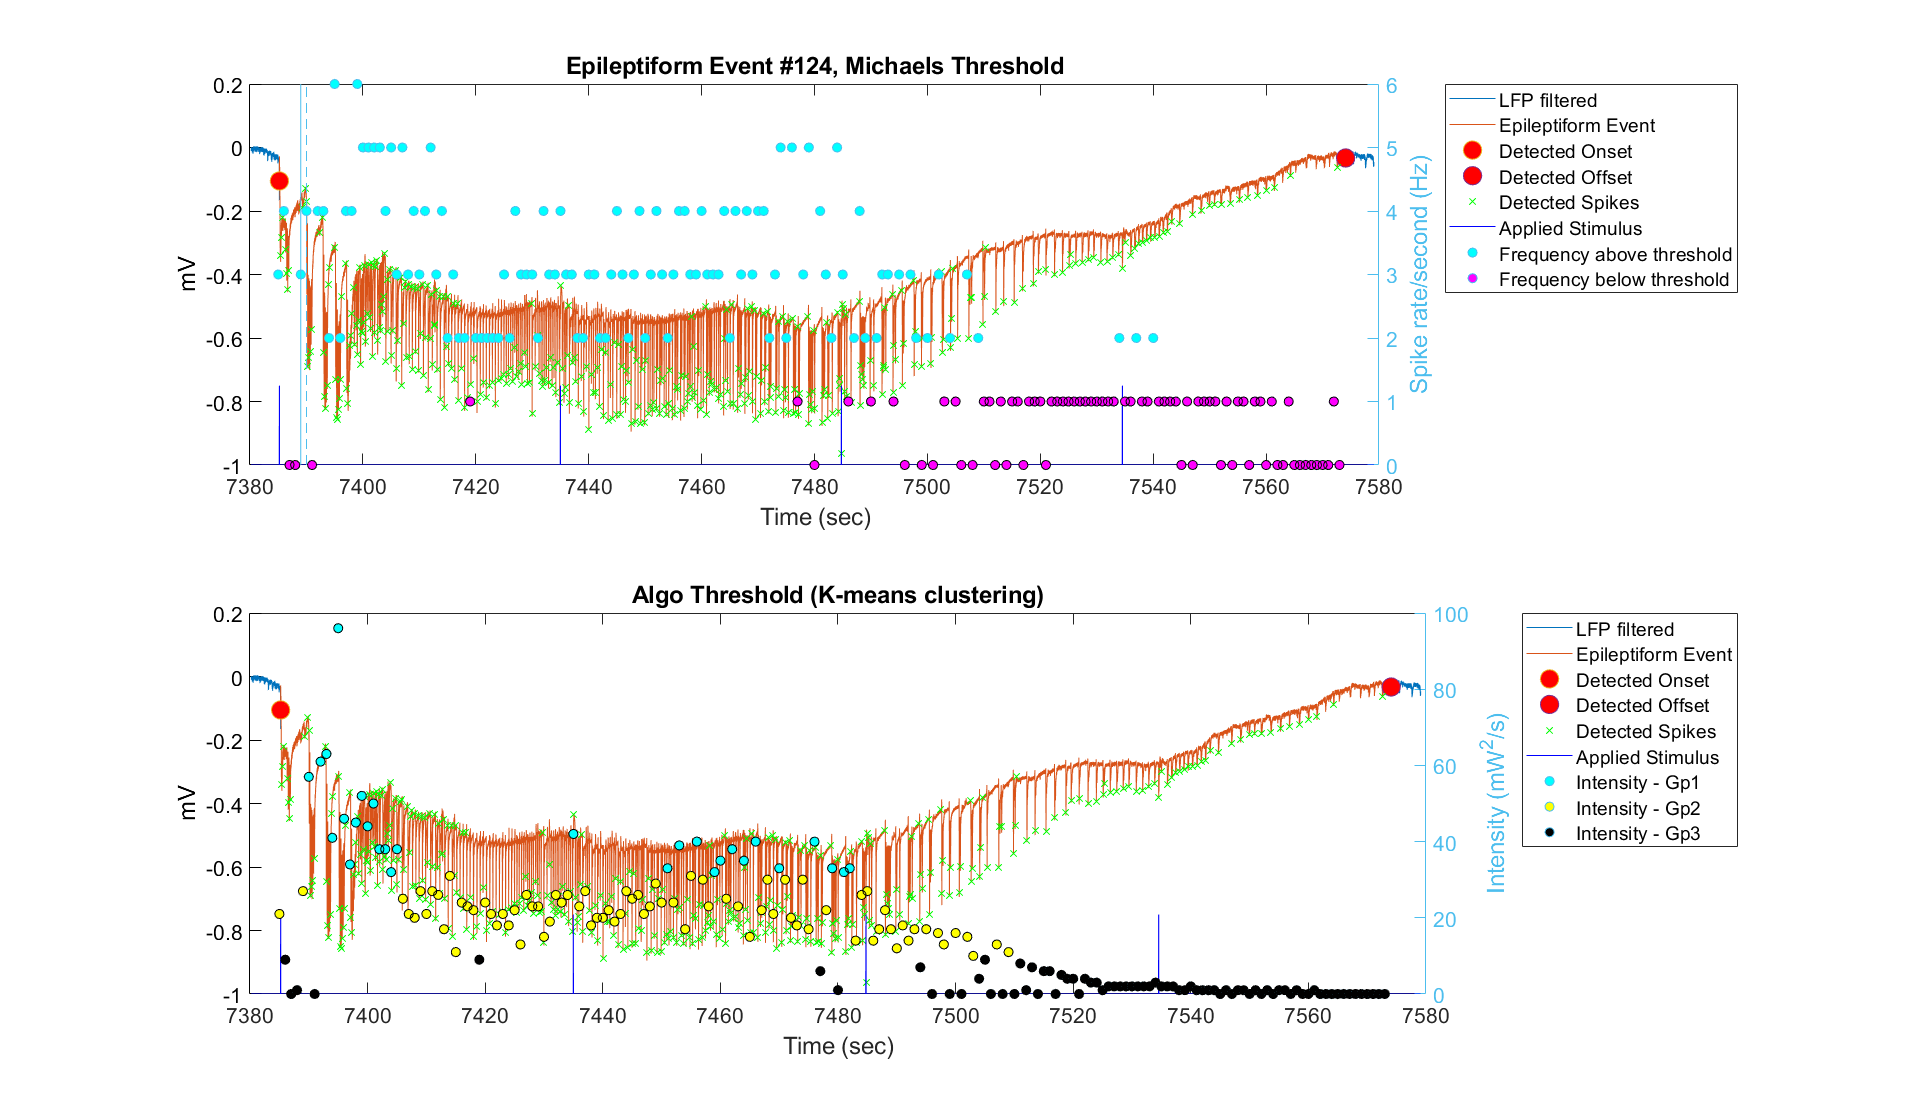 Epileptiform Event #124, Michaels Threshold
0.2
0
-0.2
-0.4
-0.6
-0.8
-1
mV
7380 7400 7420 7440 7460 7480 7500 7520 7540 7560 7580
Time (sec)
6
5
4
3
2
1
0
Spike rate/second (Hz)
LFP filtered
Epileptiform Event
Detected Onset
Detected Offset
Detected Spikes
Applied Stimulus
Frequency above threshold
Frequency below threshold
Algo Threshold (K-means clustering)
0.2
0
-0.2
-0.4
-0.6
-0.8
-1
mV
7380 7400 7420 7440 7460 7480 7500 7520 7540 7560 7580
Time (sec)
100
80
60
40
20
0
Intensity (mW²/s)
LFP filtered
Epileptiform Event
Detected Onset
Detected Offset
Detected Spikes
Applied Stimulus
Intensity - Gp1
Intensity - Gp2
Intensity - Gp3